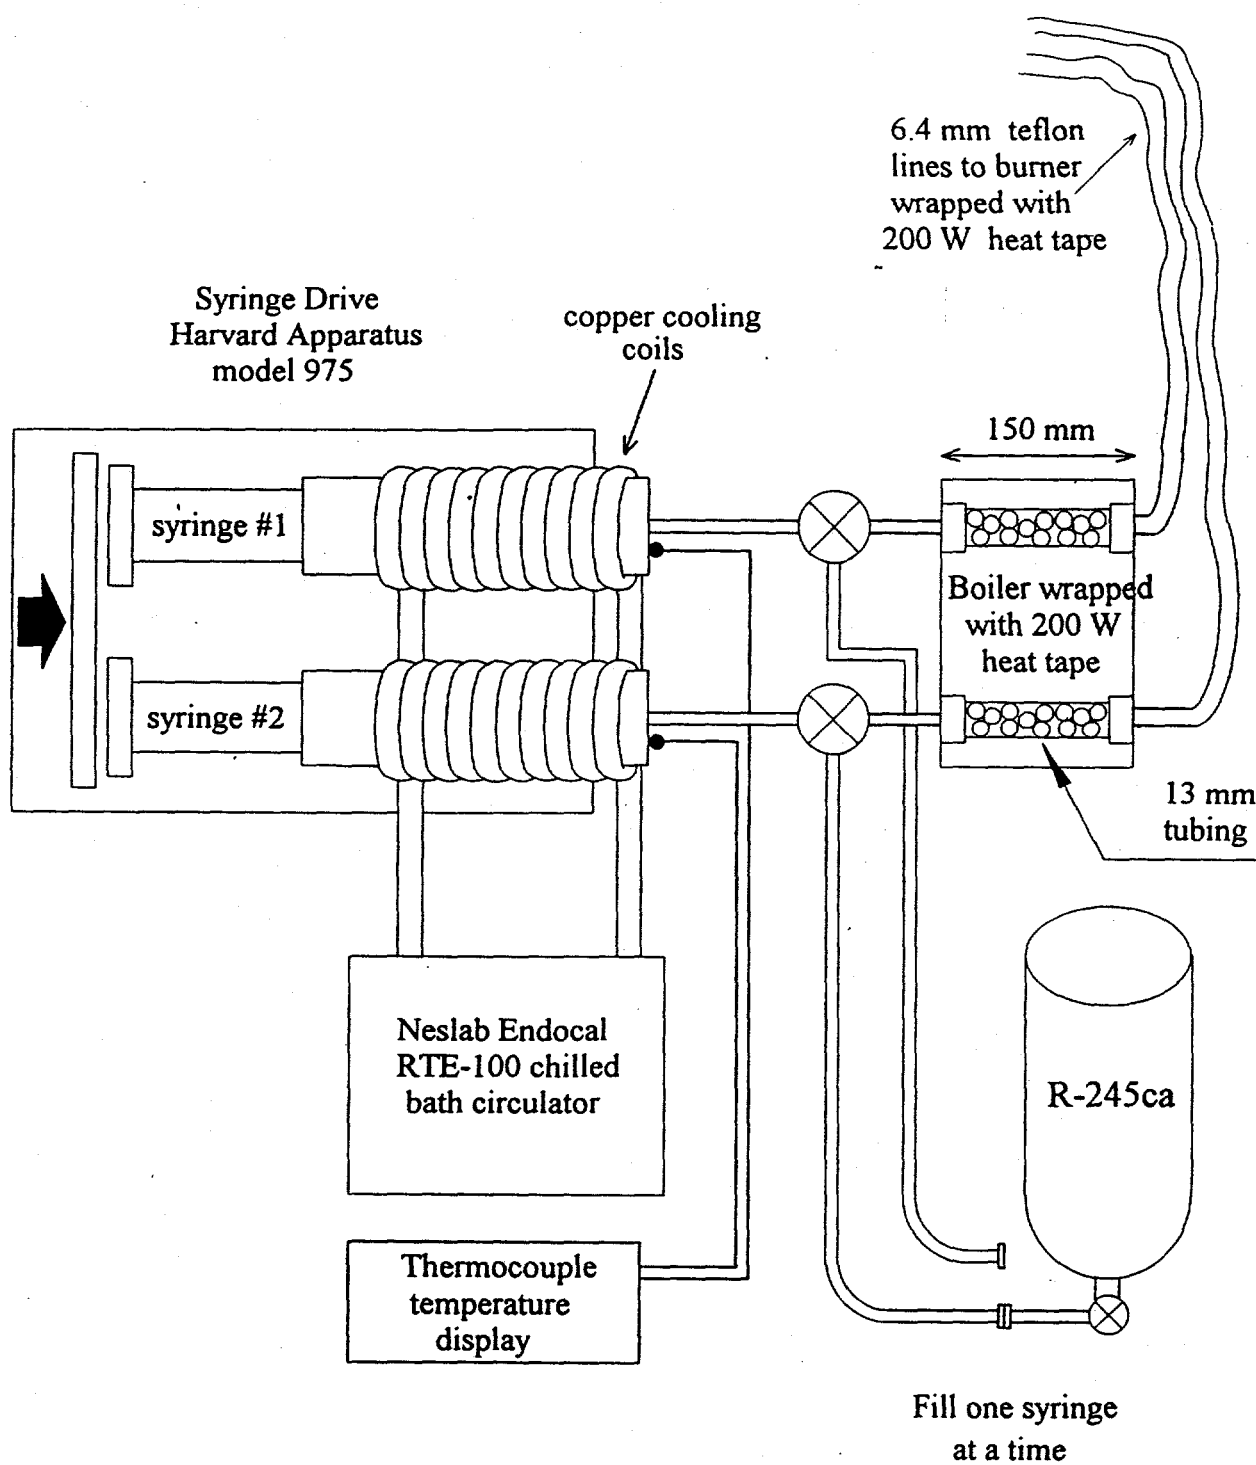 6.4 mm teflon
lines to burner
wrapped with
200 W heat tape
Syringe Drive
Harvard Apparatus
model 975
copper cooling
coils
150 mm
syringe #1
Boiler wrapped
with 200 W
heat tape
syringe #2
13 mm
tubing
Neslab Endocal
RTE-100 chilled
bath circulator
R-245ca
Thermocouple
temperature
display
Fill one syringe
at a time